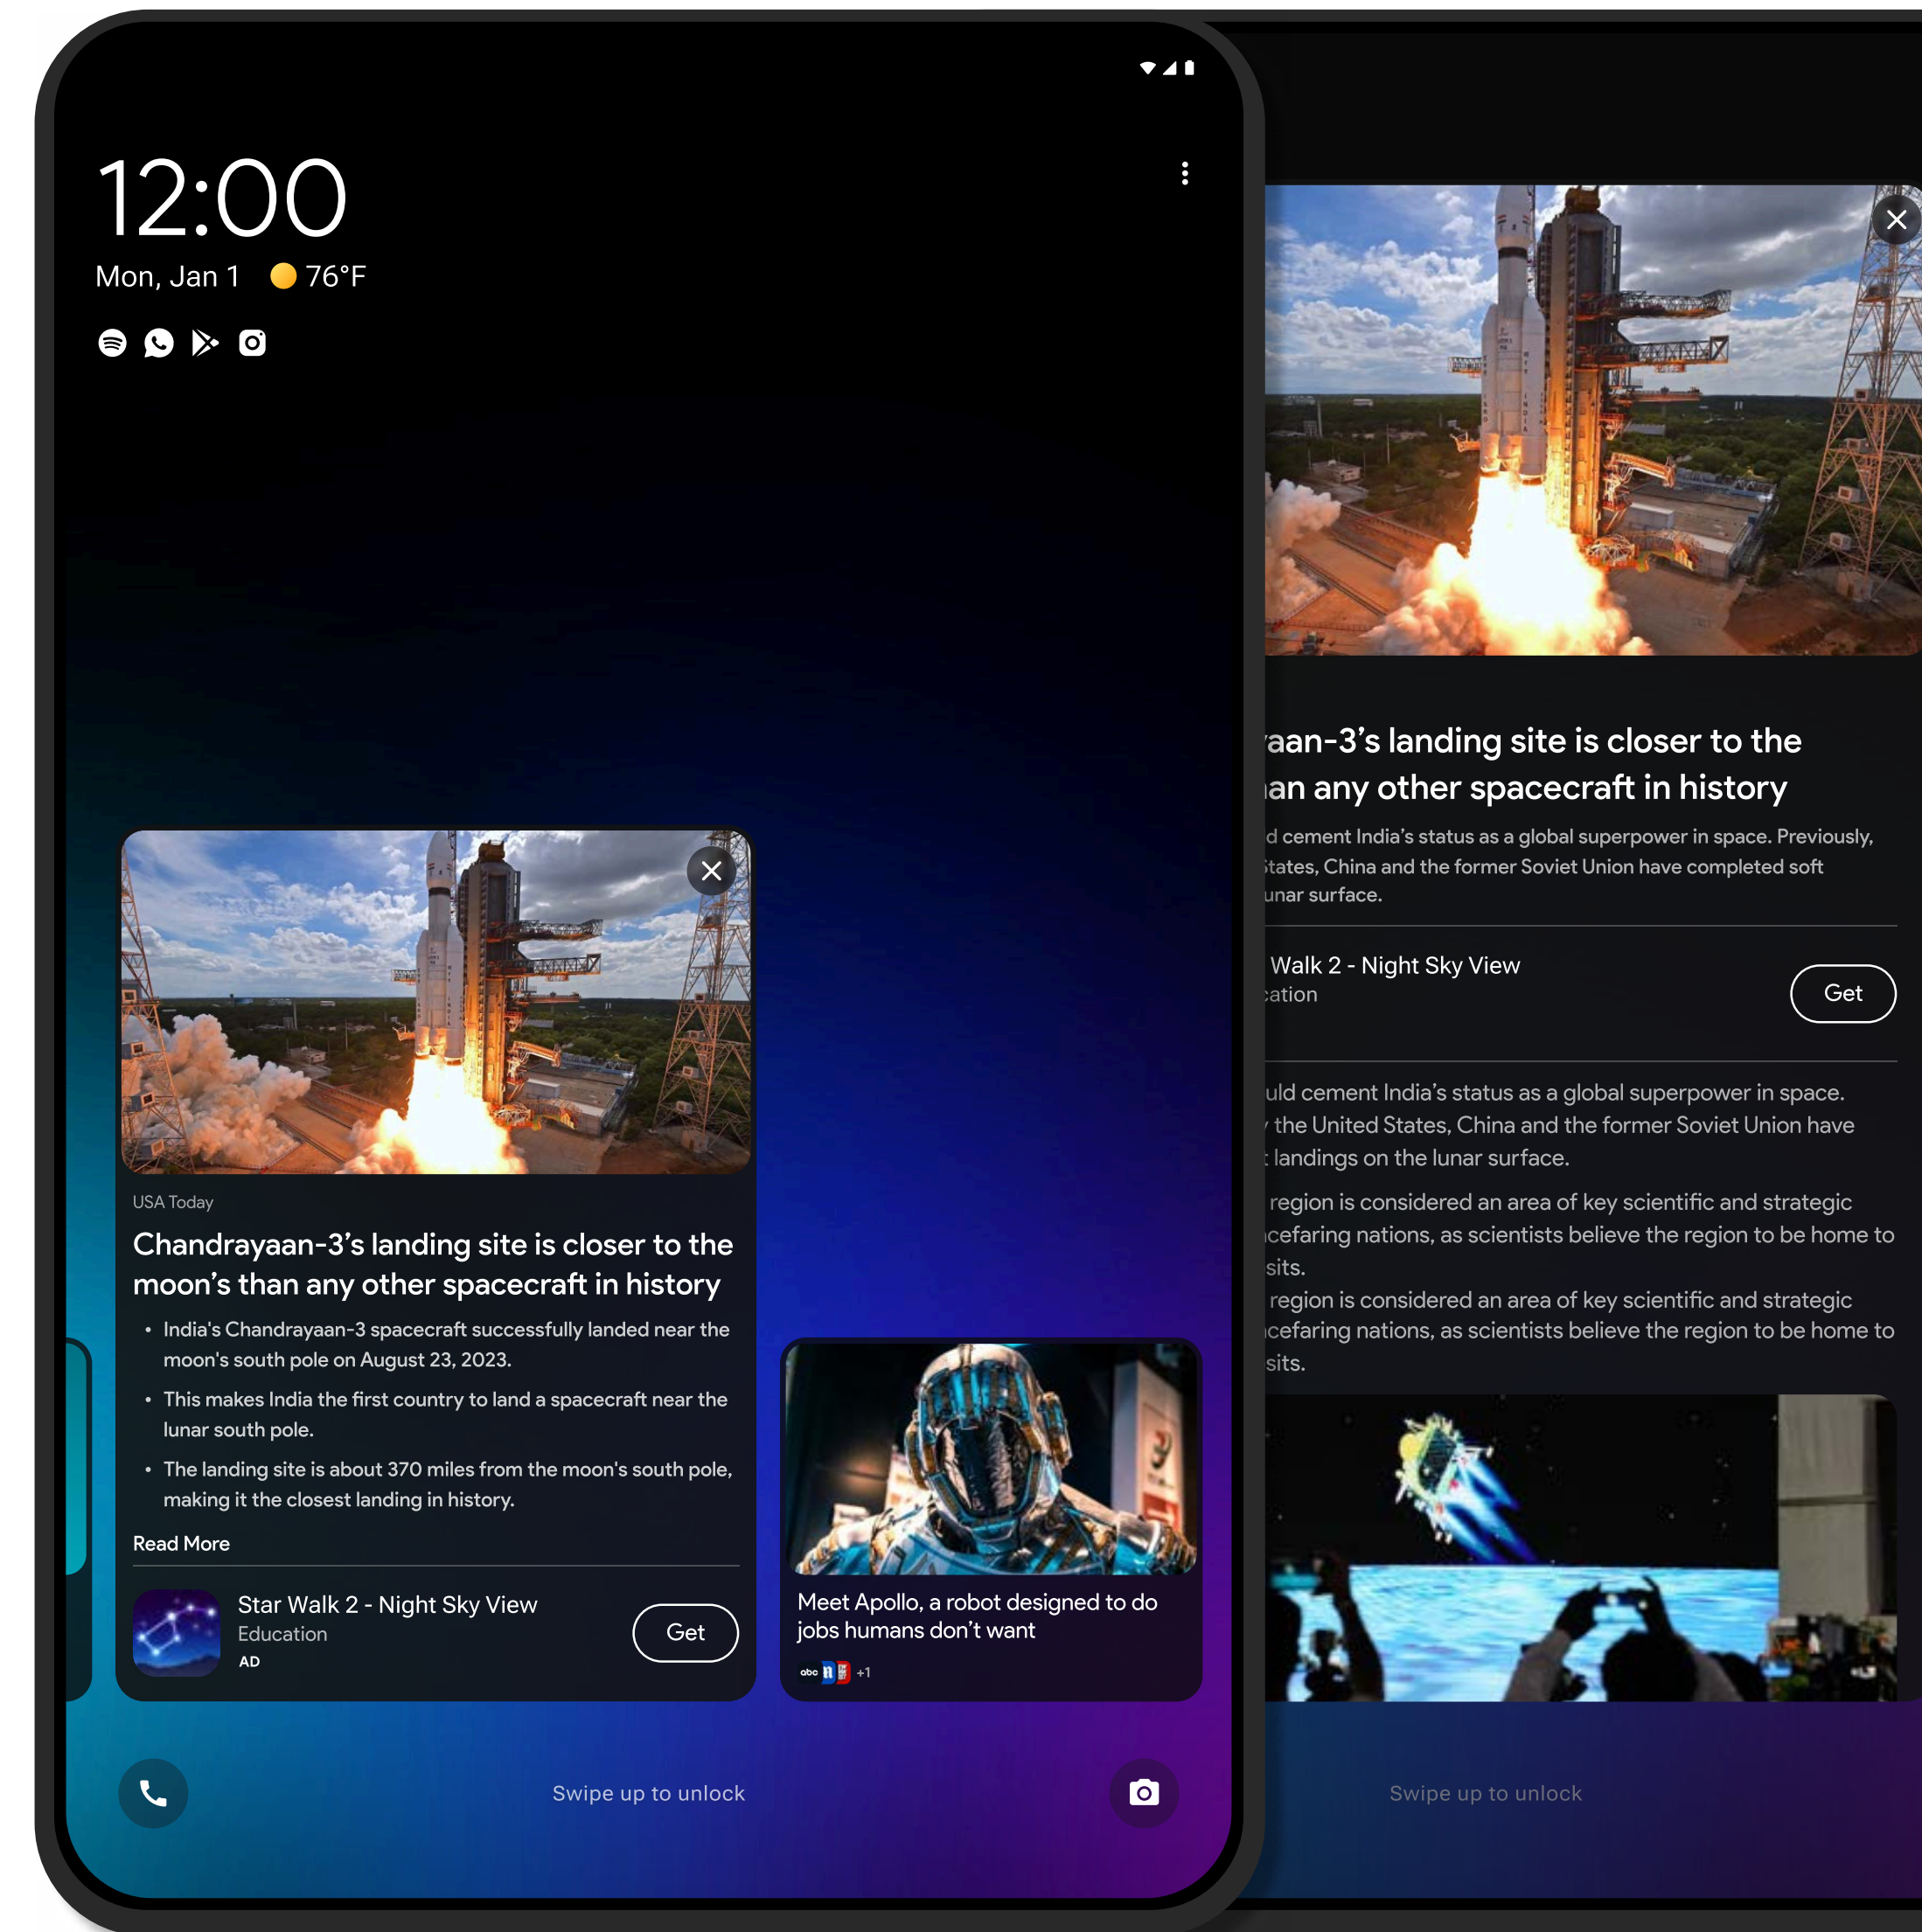 12:00
Mon, Jan 1 76°F
USA Today
Chandrayaan-3’s landing site is closer to the
moon’s than any other spacecraft in history
• India's Chandrayaan-3 spacecraft successfully landed near the
moon's south pole on August 23, 2023.
• This makes India the first country to land a spacecraft near the
lunar south pole.
• The landing site is about 370 miles from the moon's south pole,
making it the closest landing in history.
Read More
Star Walk 2 - Night Sky View
Education
AD
Get
Meet Apollo, a robot designed to do
jobs humans don’t want
abc
+1
Swipe up to unlock
yaan-3’s landing site is closer to the
an any other spacecraft in history
d cement India’s status as a global superpower in space. Previously,
States, China and the former Soviet Union have completed soft
unar surface.
Walk 2 - Night Sky View
cation
Get
uld cement India’s status as a global superpower in space.
the United States, China and the former Soviet Union have
t landings on the lunar surface.
region is considered an area of key scientific and strategic
cefaring nations, as scientists believe the region to be home to
sits.
region is considered an area of key scientific and strategic
cefaring nations, as scientists believe the region to be home to
sits.
Swipe up to unlock